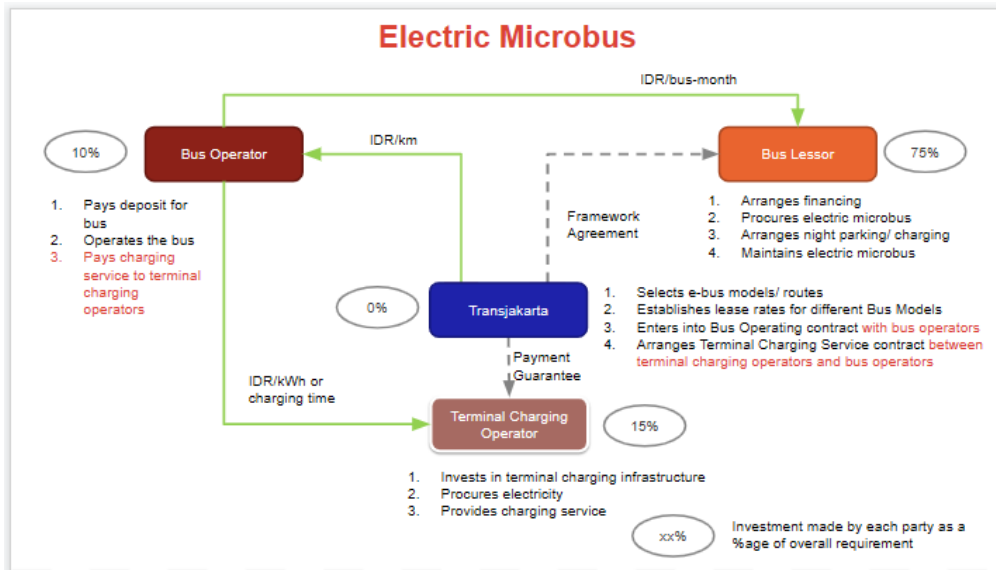 Electric Microbus
IDR/bus-month
IDR/km
10%
Bus Operator
Bus Lessor
75%
1. Pays deposit for
bus
2. Operates the bus
3. Pays charging
service to terminal
charging
operators
Framework
Agreement
1. Arranges financing
2. Procures electric microbus
3. Arranges night parking/ charging
4. Maintains electric microbus
0%
Transjakarta
1. Selects e-bus models/ routes
2. Establishes lease rates for different Bus Models
3. Enters into Bus Operating contract with bus operators
4. Arranges Terminal Charging Service contract between
terminal charging operators and bus operators
Payment
Guarantee
IDR/kWh or
charging time
Terminal Charging
Operator
15%
1. Invests in terminal charging infrastructure
2. Procures electricity
3. Provides charging service
xx%
Investment made by each party as a
%age of overall requirement